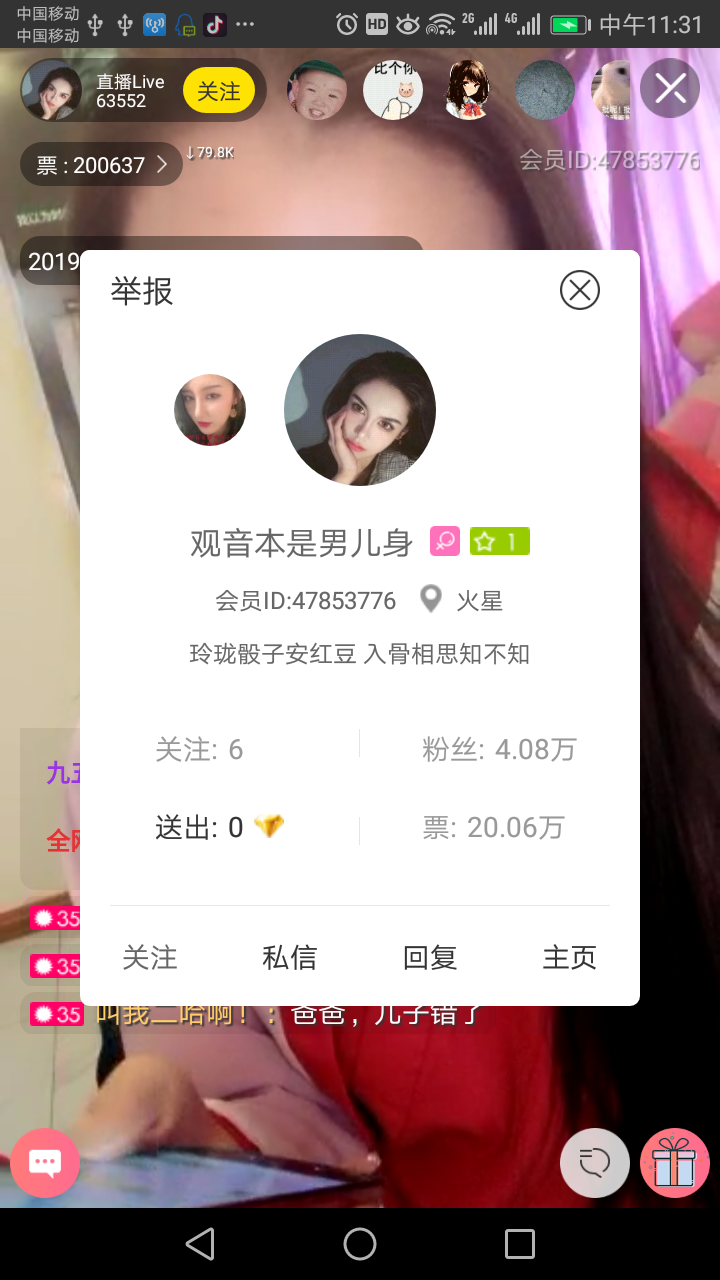 中国移动
中国移动
HD
2G
4G
中午11:31
直播Live
63552
关注
比个你
票 : 200637
↓79.8K
会员ID:47853776
2019
举报
观音本是男儿身
1
会员ID:47853776
火星
玲珑骰子安红豆 入骨相思知不知
关注: 6
粉丝: 4.08万
送出: 0
票: 20.06万
九五
全网
35
35
关注
私信
回复
主页
35 叫我二哈啊！：爸爸，儿子错了